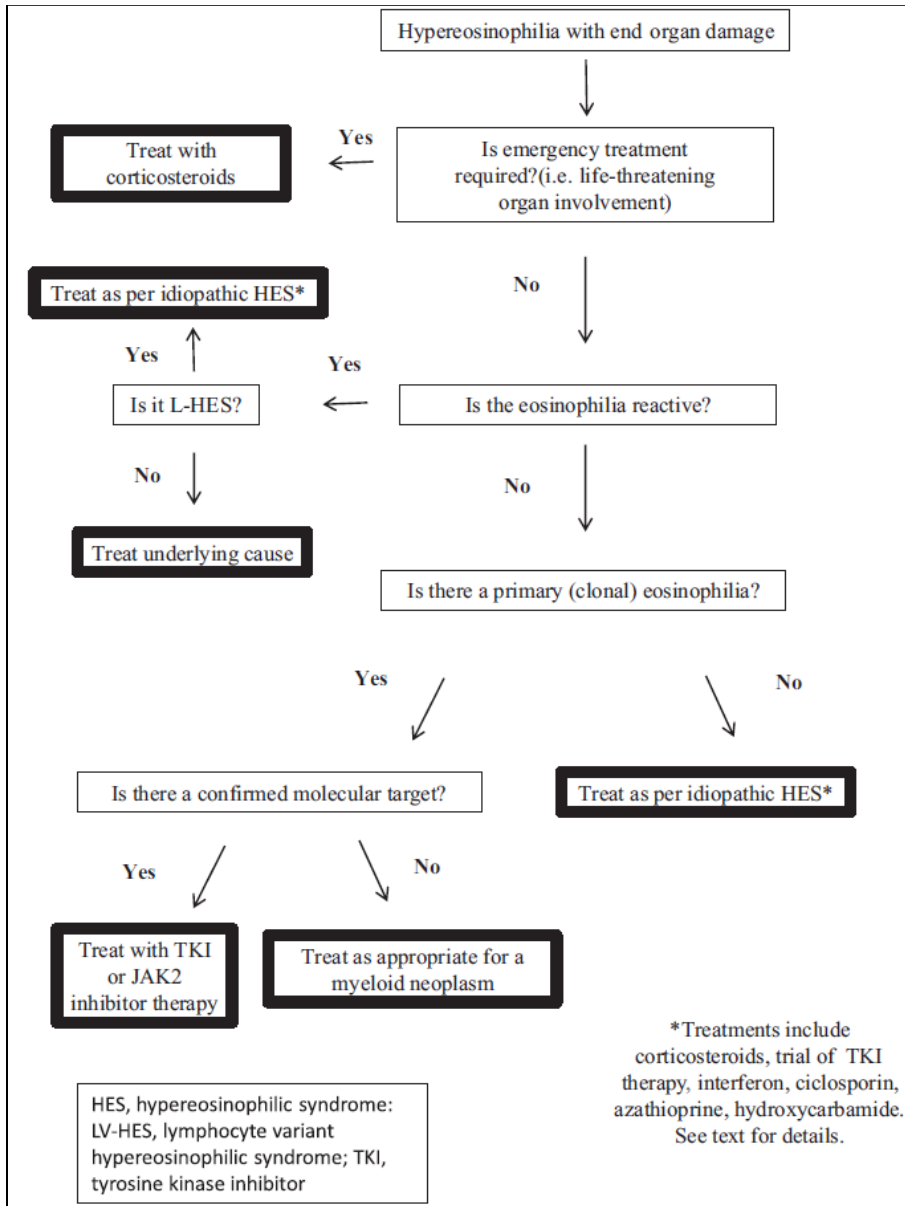 Hypereosinophilia with end organ damage
Yes
Treat with
corticosteroids
Is emergency treatment
required?(i.e. life-threatening
organ involvement)
No
Treat as per idiopathic HES*
Yes
Yes
Is it L-HES?
Is the eosinophilia reactive?
No
No
Treat underlying cause
Is there a primary (clonal) eosinophilia?
Yes
No
Is there a confirmed molecular target?
Treat as per idiopathic HES*
Yes
No
Treat with TKI
or JAK2
inhibitor therapy
Treat as appropriate for a
myeloid neoplasm
*Treatments include
corticosteroids, trial of TKI
therapy, interferon, ciclosporin,
azathioprine, hydroxycarbamide.
See text for details.
HES, hypereosinophilic syndrome:
LV-HES, lymphocyte variant
hypereosinophilic syndrome; TKI,
tyrosine kinase inhibitor